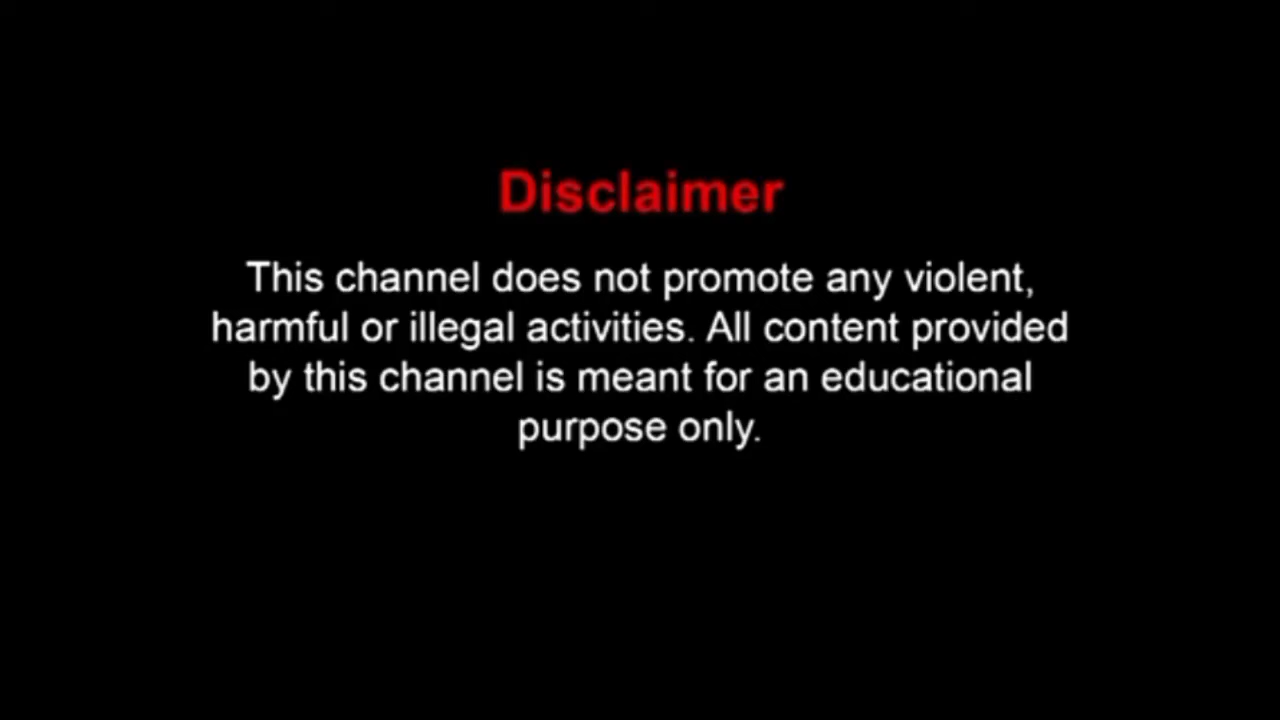 Disclaimer
This channel does not promote any violent,
harmful or illegal activities. All content provided
by this channel is meant for an educational
purpose only.